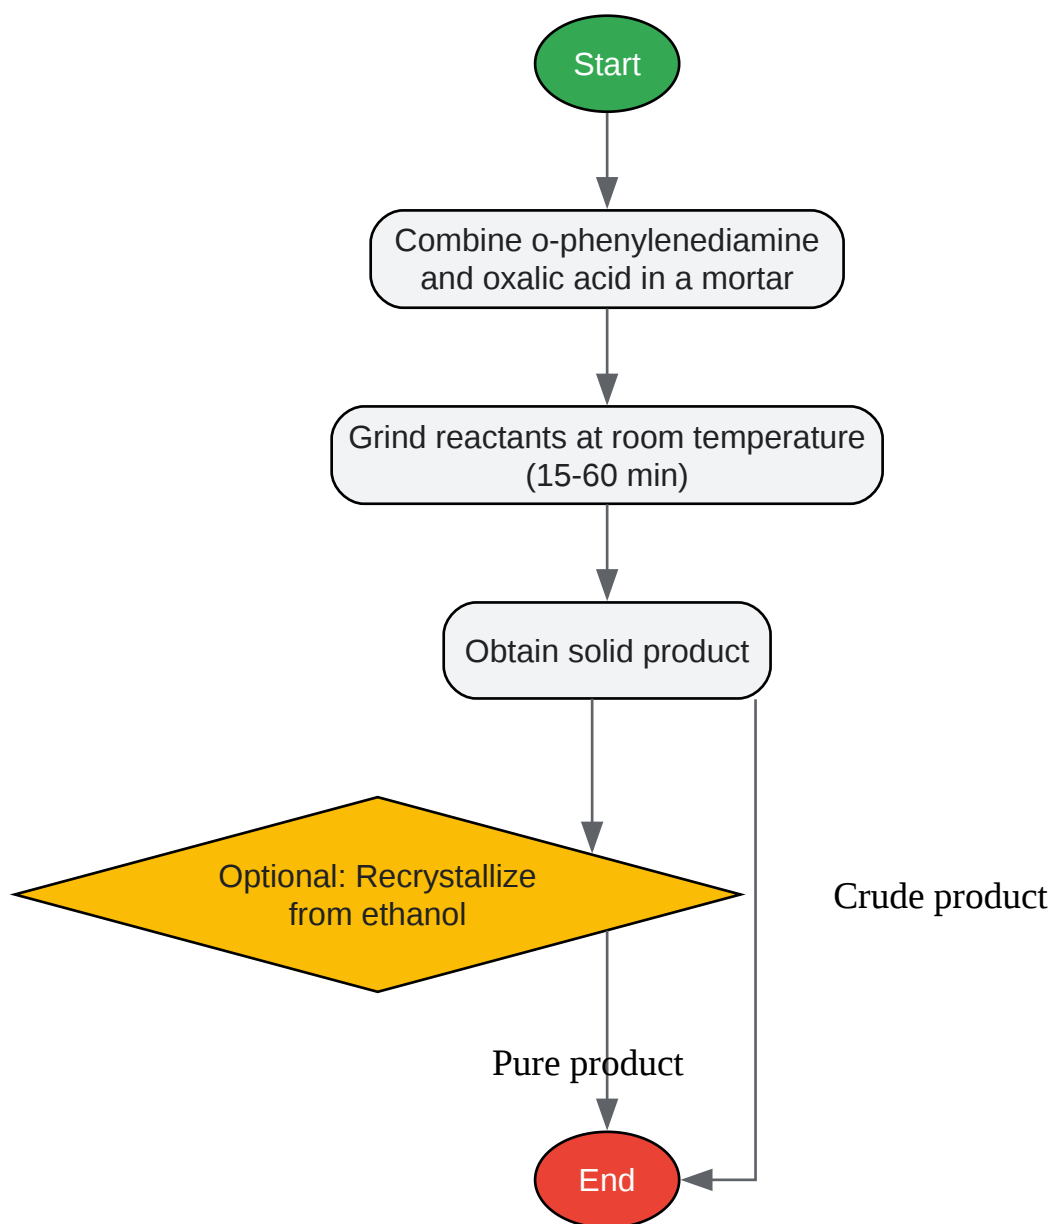 Start
Combine o-phenylenediamine
and oxalic acid in a mortar
Grind reactants at room temperature
(15-60 min)
Obtain solid product
Optional: Recrystallize
from ethanol
Crude product
Pure product
End